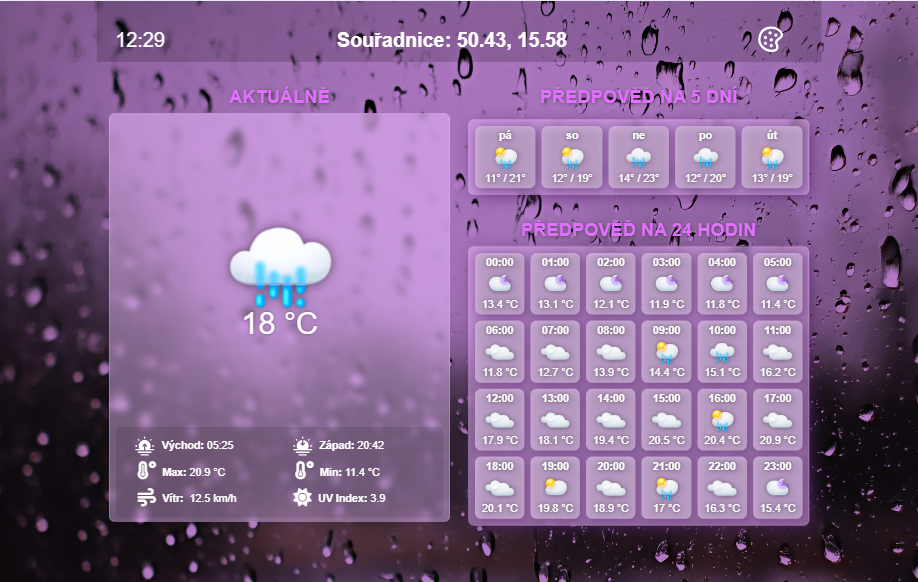 12:29
Souřadnice: 50.43, 15.58
AKTUÁLNĚ
18 °C
Východ: 05:25
Západ: 20:42
Max: 20.9 °C
Min: 11.4 °C
Vítr: 12.5 km/h
UV Index: 3.9
PŘEDPOVĚĎ NA 5 DNÍ
pá so ne po út
11° / 21° 12° / 19° 14° / 23° 12° / 20° 13° / 19°
PŘEDPOVĚĎ NA 24 HODIN
00:00 01:00 02:00 03:00 04:00 05:00
13.4 °C 13.1 °C 12.1 °C 11.9 °C 11.8 °C 11.4 °C
06:00 07:00 08:00 09:00 10:00 11:00
11.8 °C 12.7 °C 13.9 °C 14.4 °C 15.1 °C 16.2 °C
12:00 13:00 14:00 15:00 16:00 17:00
17.9 °C 18.1 °C 19.4 °C 20.5 °C 20.4 °C 20.9 °C
18:00 19:00 20:00 21:00 22:00 23:00
20.1 °C 19.8 °C 18.9 °C 17 °C 16.3 °C 15.4 °C